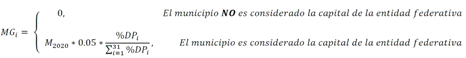 MG_i = { 0, El municipio NO es considerado la capital de la entidad federativa
M_2020 * 0.05 * %DP_i / ∑_{i=1}^{31} %DP_i, El municipio es considerado la capital de la entidad federativa